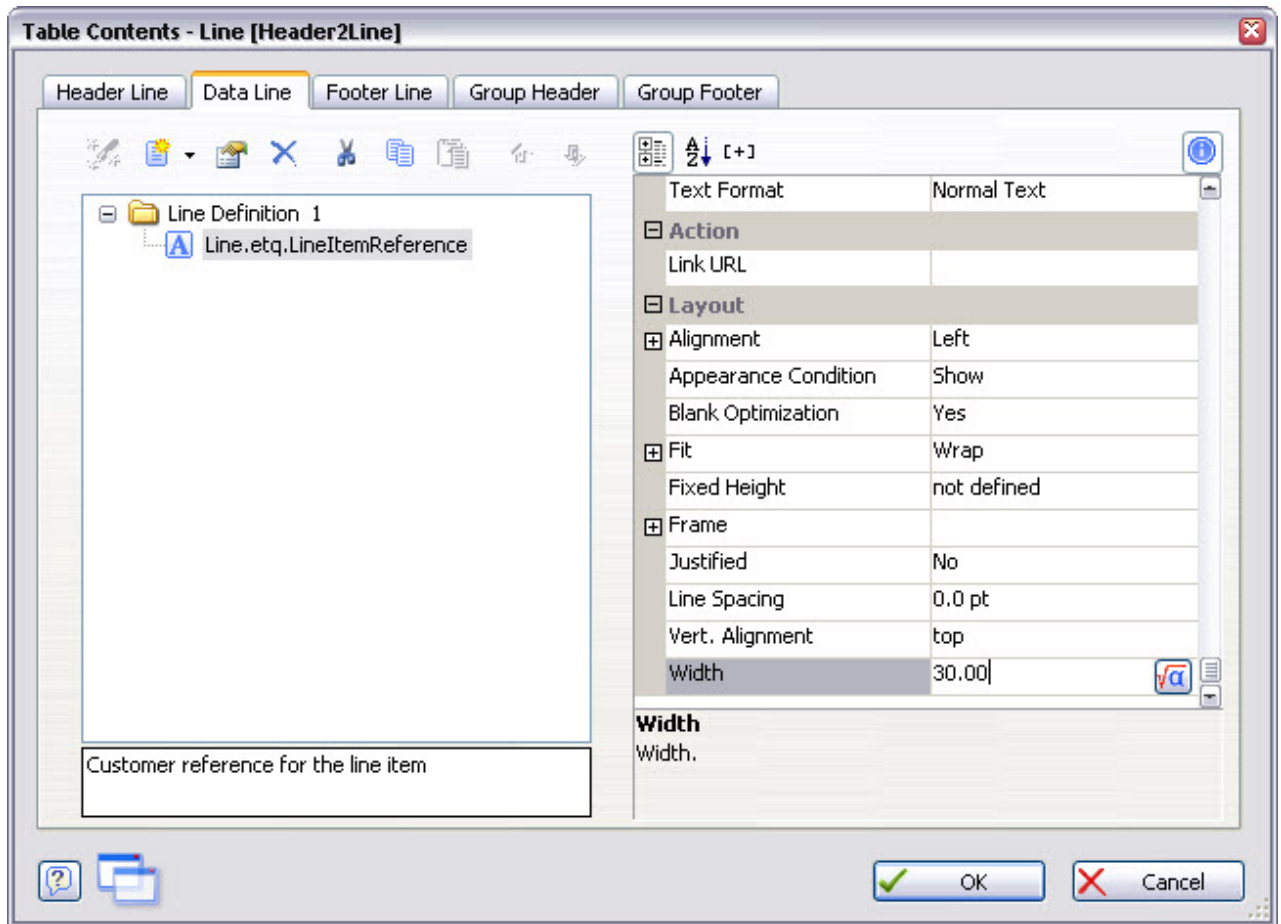 Table Contents - Line [Header2Line]
Header Line
Data Line
Footer Line
Group Header
Group Footer
Line Definition 1
Line.etq.LineItemReference
Customer reference for the line item
[+]
Text Format Normal Text
Action
Link URL
Layout
Alignment Left
Appearance Condition Show
Blank Optimization Yes
Fit Wrap
Fixed Height not defined
Frame
Justified No
Line Spacing 0.0 pt
Vert. Alignment top
Width 30.00
Width
Width.
OK
Cancel